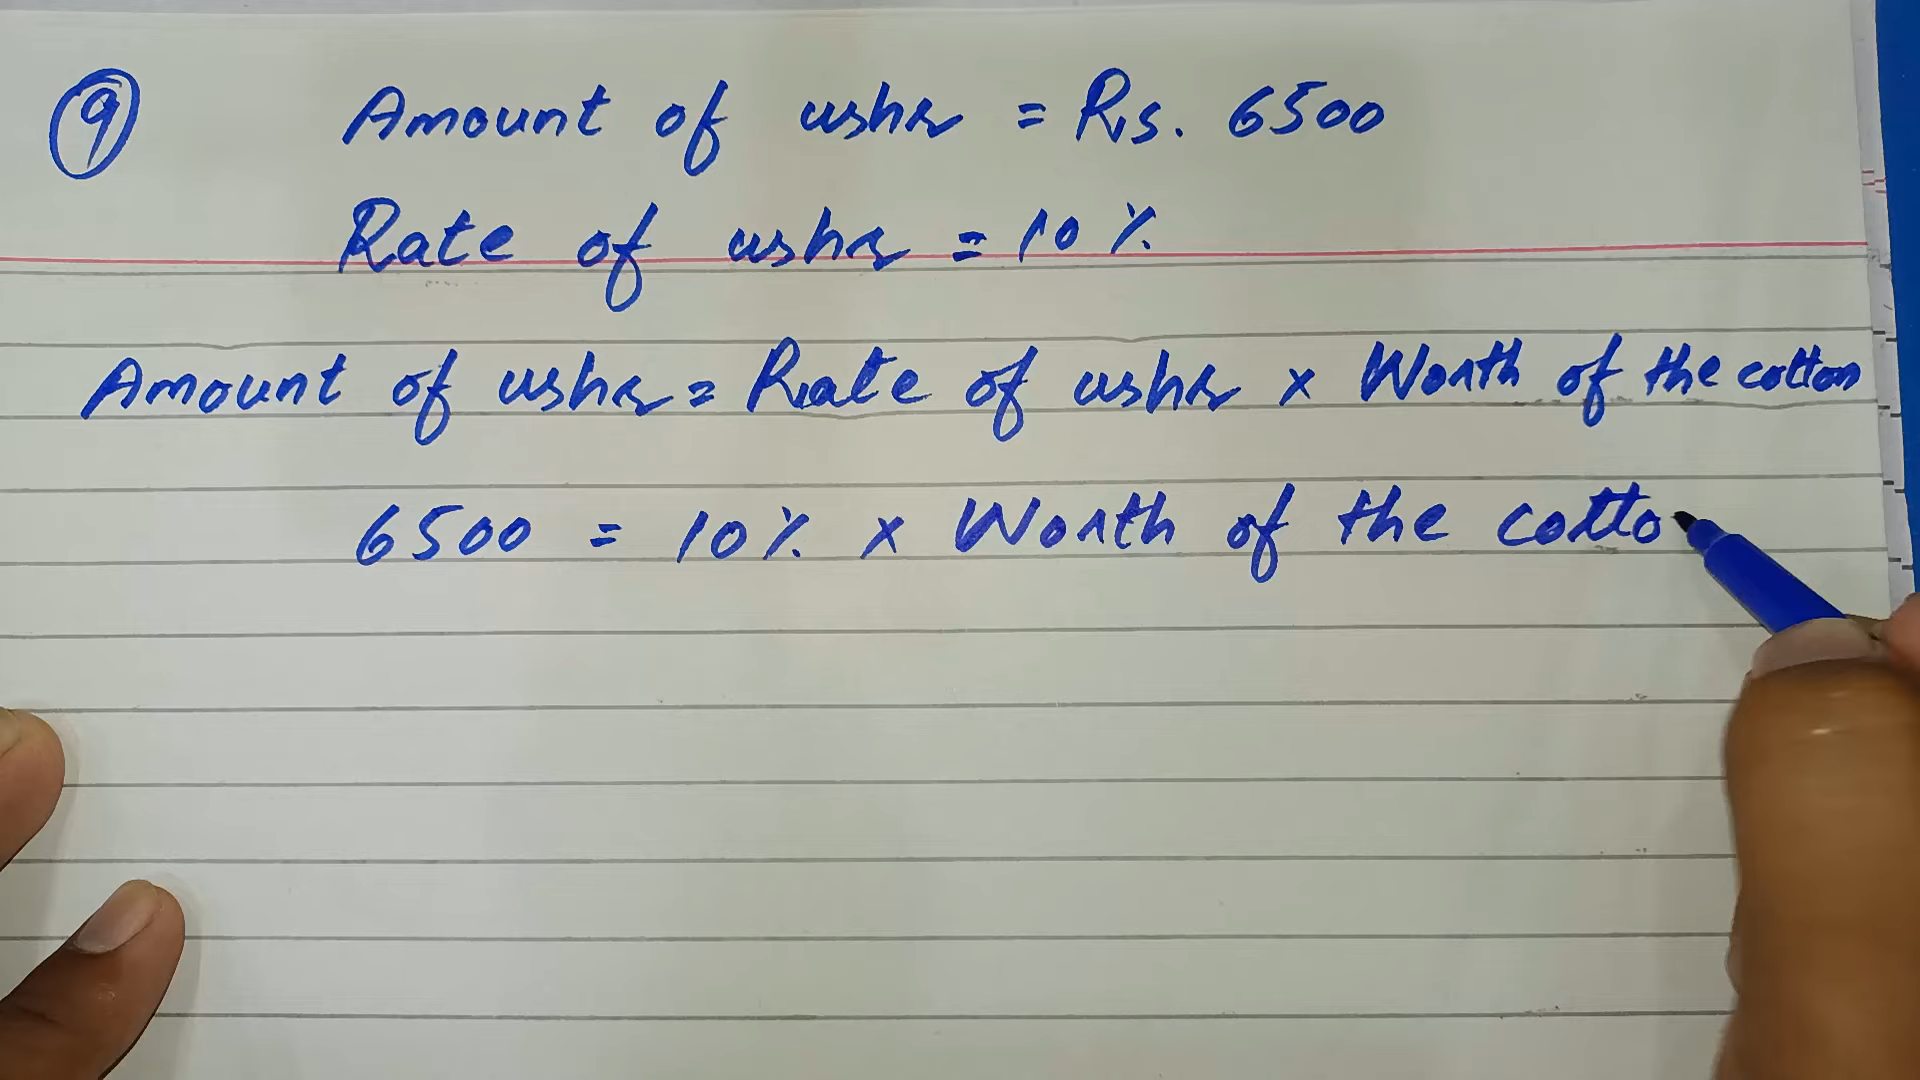 9 Amount of ushr = Rs. 6500
Rate of ushr = 10%
Amount of ushr = Rate of ushr × Worth of the cotton
6500 = 10% × Worth of the cotto